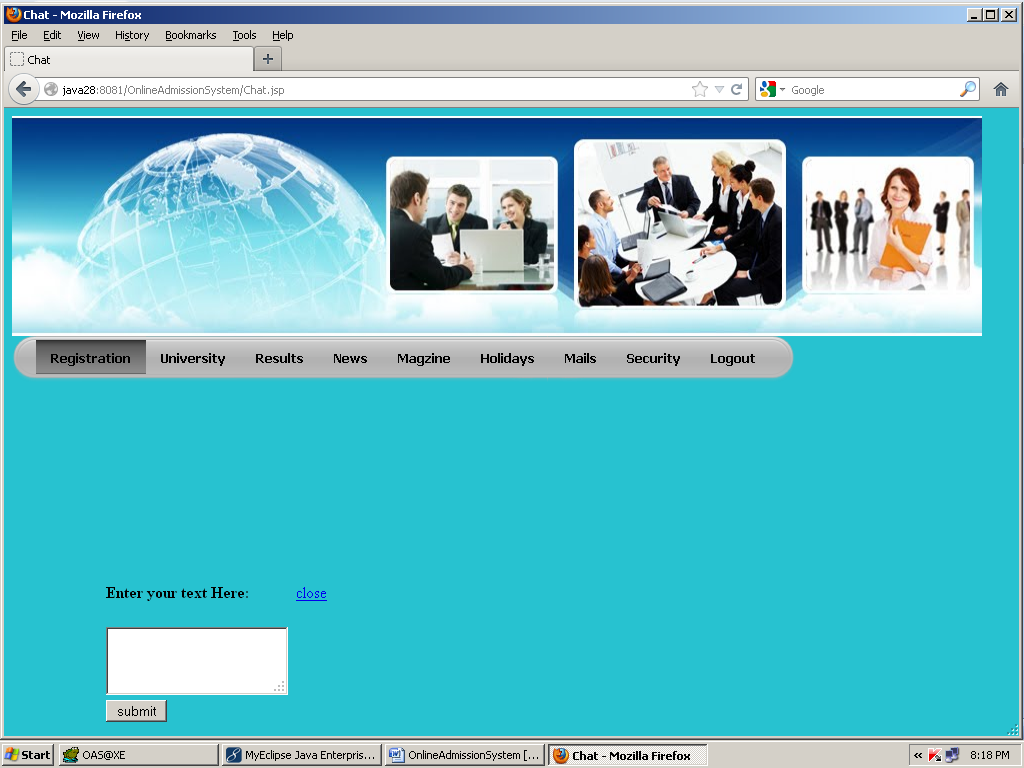 Chat - Mozilla Firefox
File Edit View History Bookmarks Tools Help
Chat
java28:8081/OnlineAdmissionSystem/Chat.jsp Google
Registration University Results News Magzine Holidays Mails Security Logout
Enter your text Here: close
submit
Start OAS@XE MyEclipse Java Enterpris... OnlineAdmissionSystem [... Chat - Mozilla Firefox « 8:18 PM